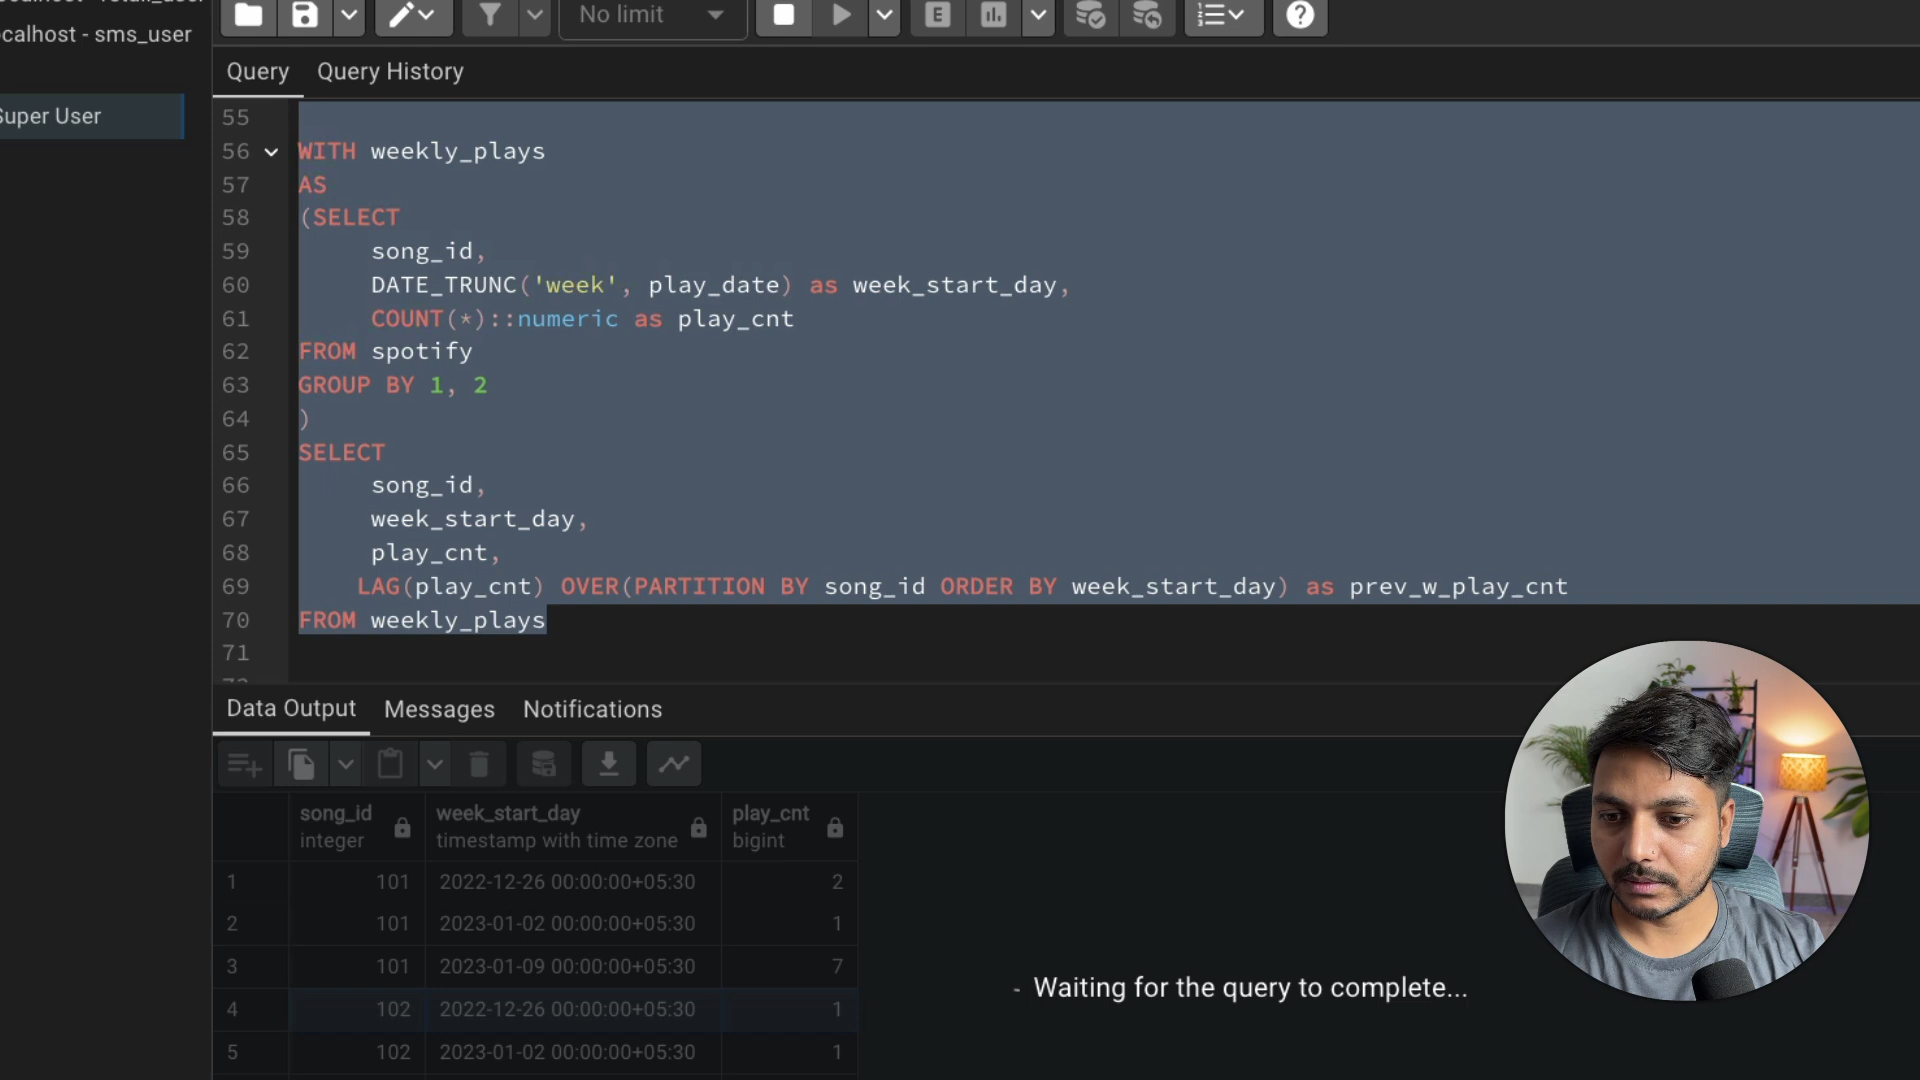 calhost - sms_user
Super User
No limit
Query Query History
55
56 WITH weekly_plays
57 AS
58 (SELECT
59 song_id,
60 DATE_TRUNC('week', play_date) as week_start_day,
61 COUNT(*)::numeric as play_cnt
62 FROM spotify
63 GROUP BY 1, 2
64 )
65 SELECT
66 song_id,
67 week_start_day,
68 play_cnt,
69 LAG(play_cnt) OVER(PARTITION BY song_id ORDER BY week_start_day) as prev_w_play_cnt
70 FROM weekly_plays
71
Data Output Messages Notifications
song_id week_start_day play_cnt
integer timestamp with time zone bigint
1 101 2022-12-26 00:00:00+05:30 2
2 101 2023-01-02 00:00:00+05:30 1
3 101 2023-01-09 00:00:00+05:30 7
- Waiting for the query to complete...
4 102 2022-12-26 00:00:00+05:30 1
5 102 2023-01-02 00:00:00+05:30 1